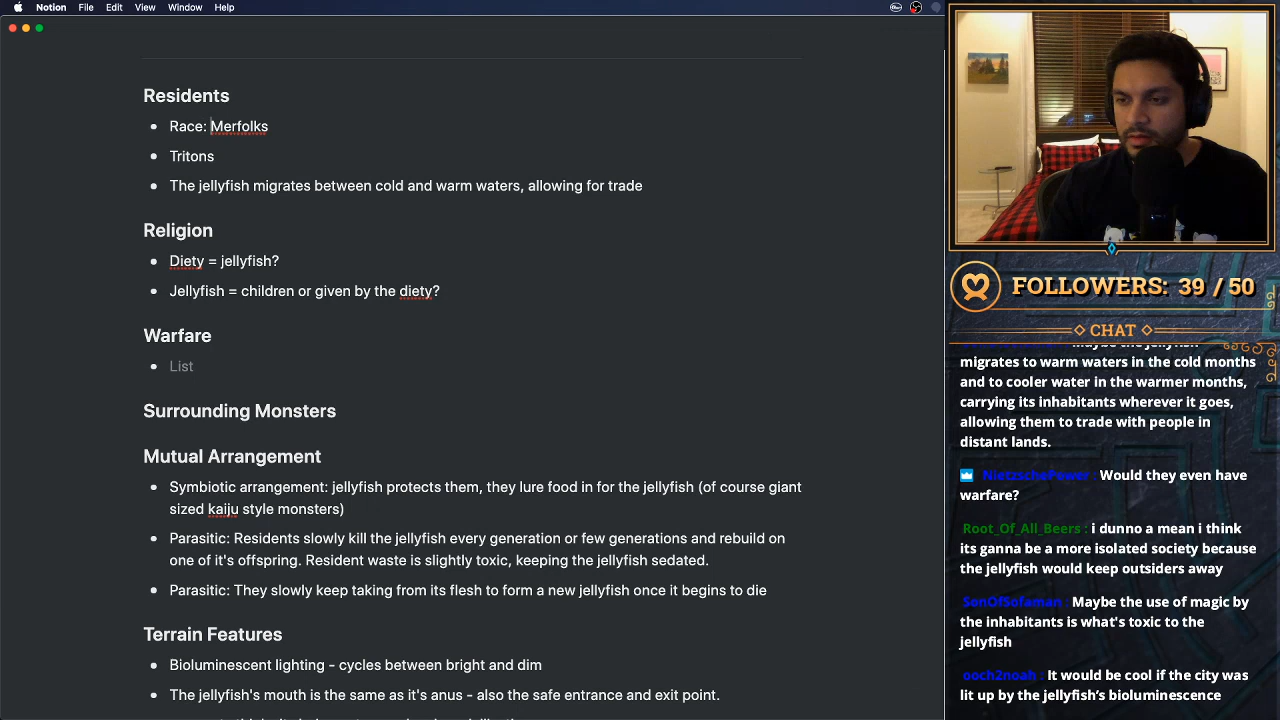 Notion File Edit View Window Help
Residents
Race: Merfolks
Tritons
The jellyfish migrates between cold and warm waters, allowing for trade
Religion
Diety = jellyfish?
Jellyfish = children or given by the diety?
Warfare
List
Surrounding Monsters
Mutual Arrangement
Symbiotic arrangement: jellyfish protects them, they lure food in for the jellyfish (of course giant
sized kaiju style monsters)
Parasitic: Residents slowly kill the jellyfish every generation or few generations and rebuild on
one of it's offspring. Resident waste is slightly toxic, keeping the jellyfish sedated.
Parasitic: They slowly keep taking from its flesh to form a new jellyfish once it begins to die
Terrain Features
Bioluminescent lighting - cycles between bright and dim
The jellyfish's mouth is the same as it's anus - also the safe entrance and exit point.
FOLLOWERS: 39 / 50
CHAT
migrates to warm waters in the cold months
and to cooler water in the warmer months,
carrying its inhabitants wherever it goes,
allowing them to trade with people in
distant lands.
NietzschePower : Would they even have
warfare?
Root_Of_All_Beers : i dunno a mean i think
its ganna be a more isolated society because
the jellyfish would keep outsiders away
SonOfSofaman : Maybe the use of magic by
the inhabitants is what's toxic to the
jellyfish
ooch2noah : It would be cool if the city was
lit up by the jellyfish's bioluminescence